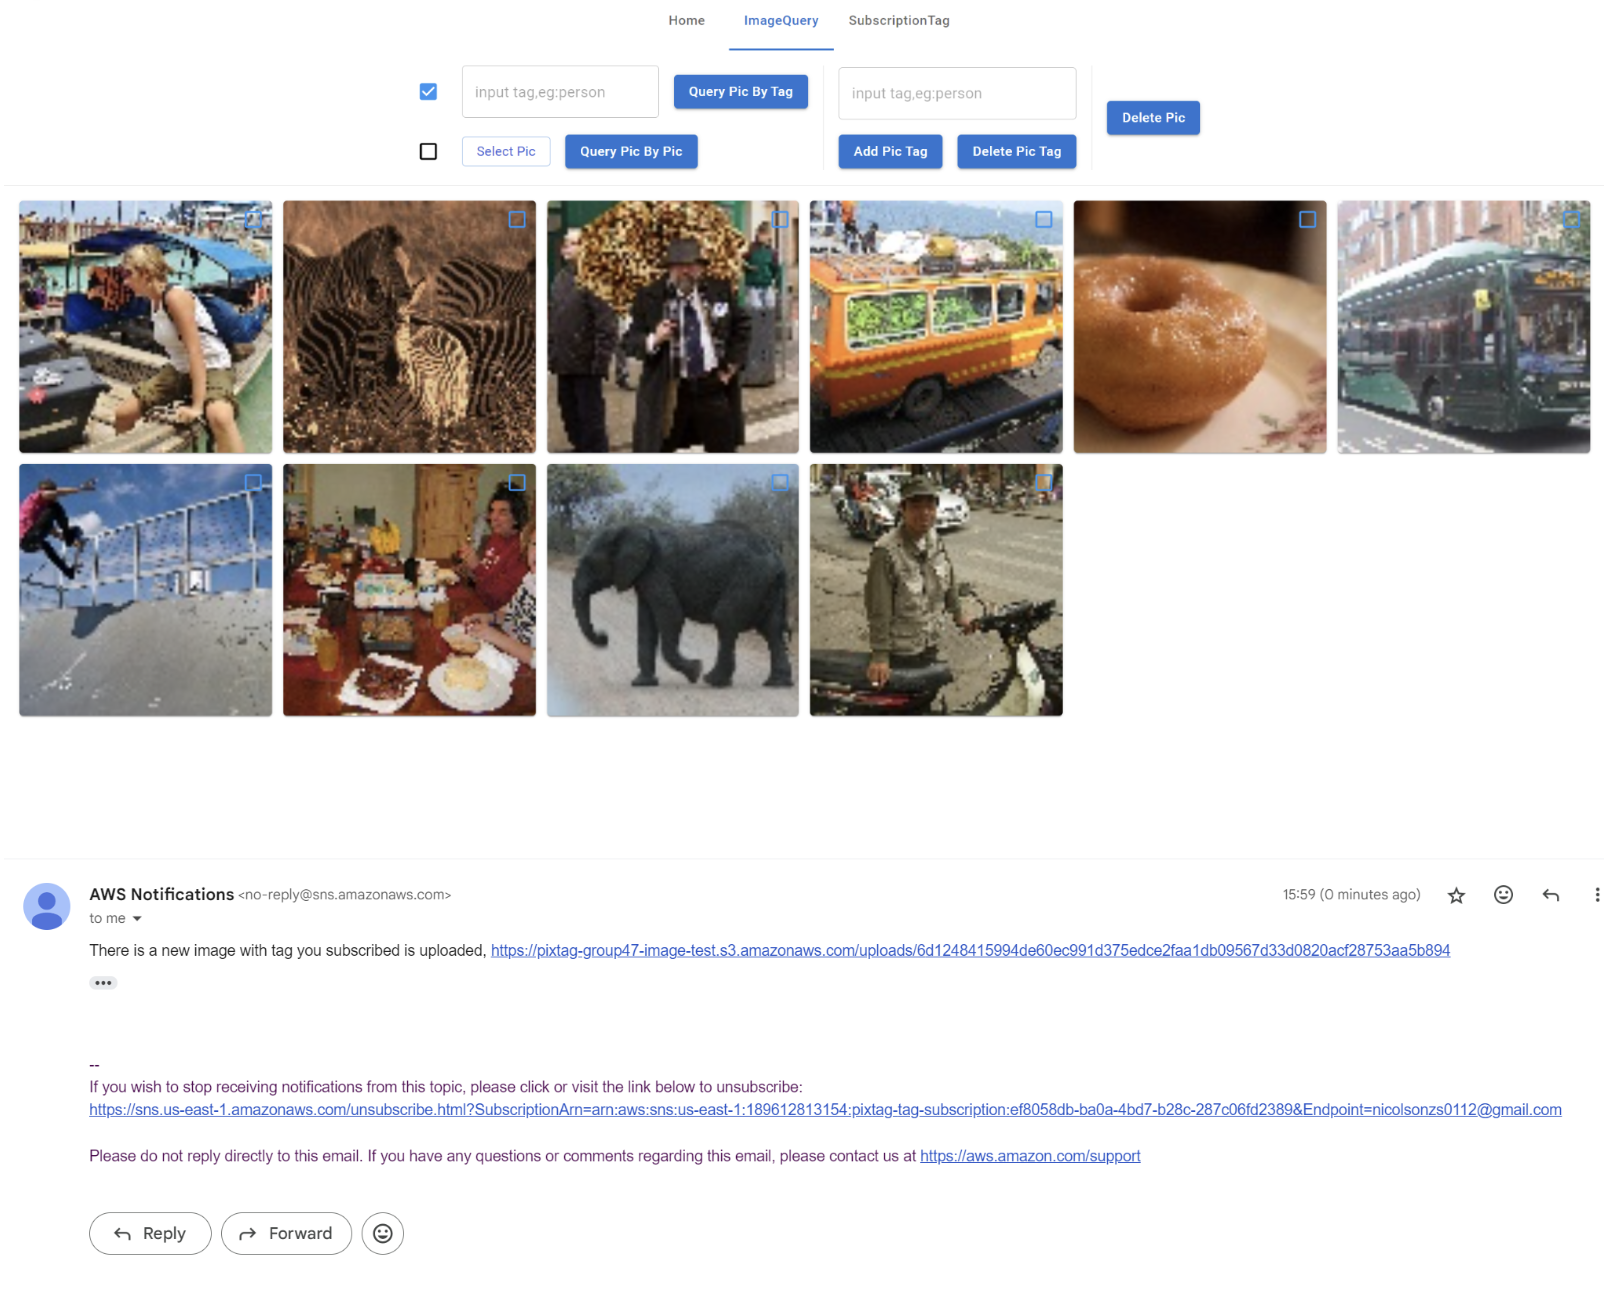 Home ImageQuery SubscriptionTag
input tag,eg:person Query Pic By Tag input tag,eg:person
Delete Pic
Select Pic Query Pic By Pic Add Pic Tag Delete Pic Tag
AWS Notifications <no-reply@sns.amazonaws.com> 15:59 (0 minutes ago)
to me
There is a new image with tag you subscribed is uploaded, https://pixtag-group47-image-test.s3.amazonaws.com/uploads/6d1248415994de60ec991d375edce2faa1db09567d33d0820acf28753aa5b894
--
If you wish to stop receiving notifications from this topic, please click or visit the link below to unsubscribe:
https://sns.us-east-1.amazonaws.com/unsubscribe.html?SubscriptionArn=arn:aws:sns:us-east-1:189612813154:pixtag-tag-subscription:ef8058db-ba0a-4bd7-b28c-287c06fd2389&Endpoint=nicolsonzs0112@gmail.com
Please do not reply directly to this email. If you have any questions or comments regarding this email, please contact us at https://aws.amazon.com/support
Reply Forward